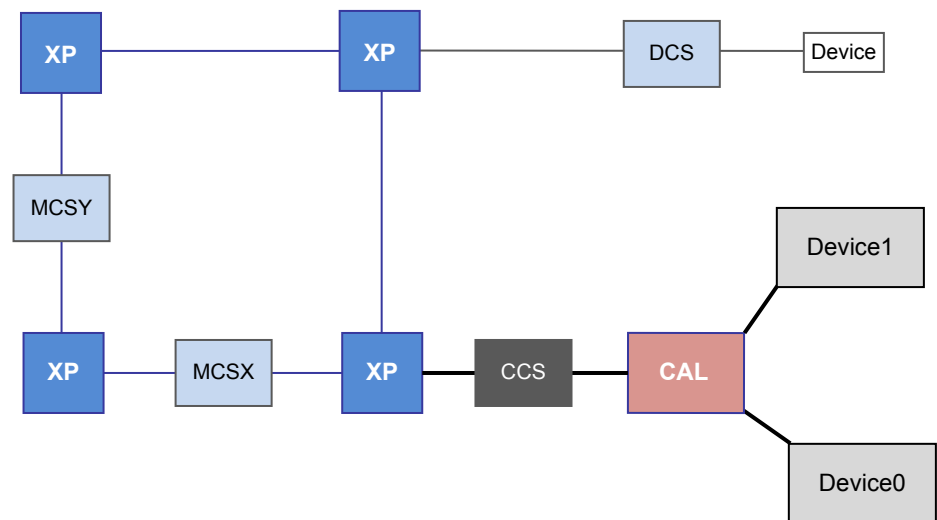 XP
XP
DCS
Device
MCSY
Device1
XP
MCSX
XP
CCS
CAL
Device0